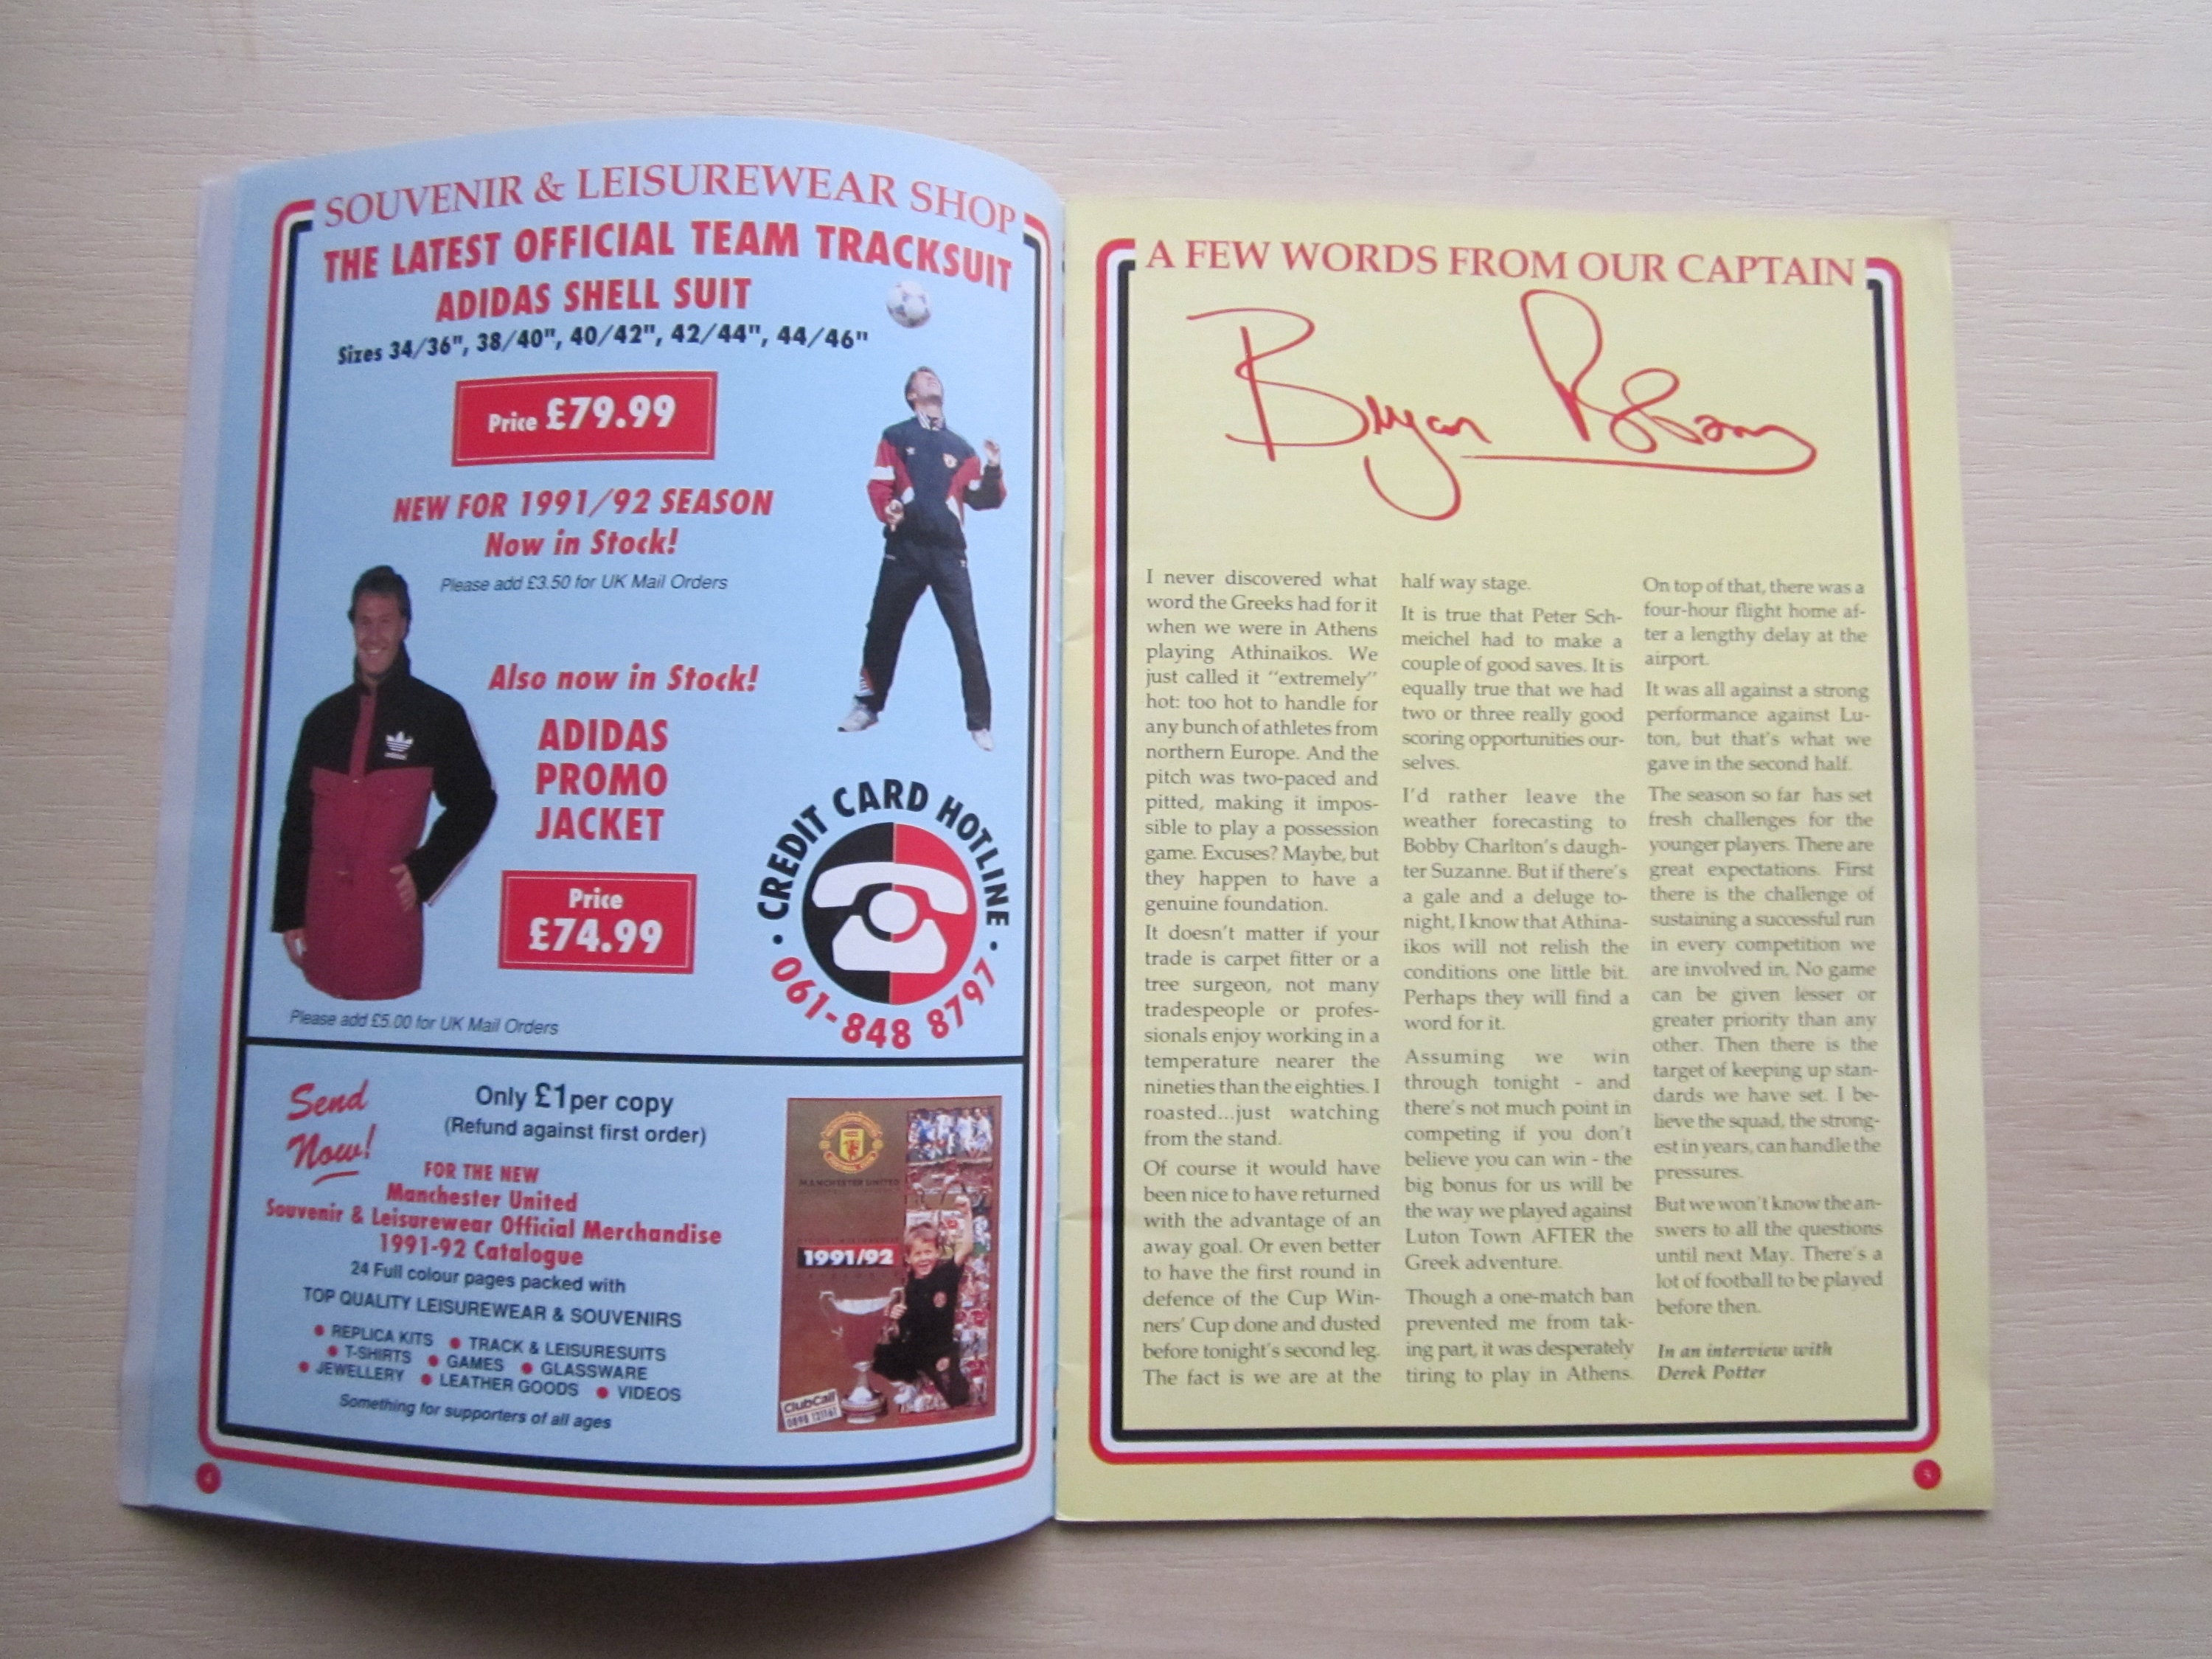 SOUVENIR & LEISUREWEAR SHOP
THE LATEST OFFICIAL TEAM TRACKSUIT
ADIDAS SHELL SUIT
Sizes 34/36", 38/40", 40/42", 42/44", 44/46"
Price £79.99
NEW FOR 1991/92 SEASON
Now in Stock!
Please add £3.50 for UK Mail Orders
Also now in Stock!
ADIDAS
PROMO
JACKET
Price
£74.99
adidas
Please add £5.00 for UK Mail Orders
• CREDIT CARD HOTLINE •
061-848 8797
Send
Now!
Only £1 per copy
(Refund against first order)
FOR THE NEW
Manchester United
Souvenir & Leisurewear Official Merchandise
1991-92 Catalogue
24 Full colour pages packed with
TOP QUALITY LEISUREWEAR & SOUVENIRS
• REPLICA KITS • TRACK & LEISURESUITS
• T-SHIRTS • GAMES • GLASSWARE
• JEWELLERY • LEATHER GOODS • VIDEOS
Something for supporters of all ages
MANCHESTER UNITED
1991/92
ClubCall
0898 121161
4
A FEW WORDS FROM OUR CAPTAIN
Bryan Robson
I never discovered what
word the Greeks had for it
when we were in Athens
playing Athinaikos. We
just called it "extremely"
hot: too hot to handle for
any bunch of athletes from
northern Europe. And the
pitch was two-paced and
pitted, making it impos-
sible to play a possession
game. Excuses? Maybe, but
they happen to have a
genuine foundation.
It doesn't matter if your
trade is carpet fitter or a
tree surgeon, not many
tradespeople or profes-
sionals enjoy working in a
temperature nearer the
nineties than the eighties. I
roasted...just watching
from the stand.
Of course it would have
been nice to have returned
with the advantage of an
away goal. Or even better
to have the first round in
defence of the Cup Win-
ners' Cup done and dusted
before tonight's second leg.
The fact is we are at the
half way stage.
It is true that Peter Sch-
meichel had to make a
couple of good saves. It is
equally true that we had
two or three really good
scoring opportunities our-
selves.
I'd rather leave the
weather forecasting to
Bobby Charlton's daugh-
ter Suzanne. But if there's
a gale and a deluge to-
night, I know that Athina-
ikos will not relish the
conditions one little bit.
Perhaps they will find a
word for it.
Assuming we win
through tonight - and
there's not much point in
competing if you don't
believe you can win - the
big bonus for us will be
the way we played against
Luton Town AFTER the
Greek adventure.
Though a one-match ban
prevented me from tak-
ing part, it was desperately
tiring to play in Athens.
On top of that, there was a
four-hour flight home af-
ter a lengthy delay at the
airport.
It was all against a strong
performance against Lu-
ton, but that's what we
gave in the second half.
The season so far has set
fresh challenges for the
younger players. There are
great expectations. First
there is the challenge of
sustaining a successful run
in every competition we
are involved in. No game
can be given lesser or
greater priority than any
other. Then there is the
target of keeping up stan-
dards we have set. I be-
lieve the squad, the strong-
est in years, can handle the
pressures.
But we won't know the an-
swers to all the questions
until next May. There's a
lot of football to be played
before then.
In an interview with
Derek Potter